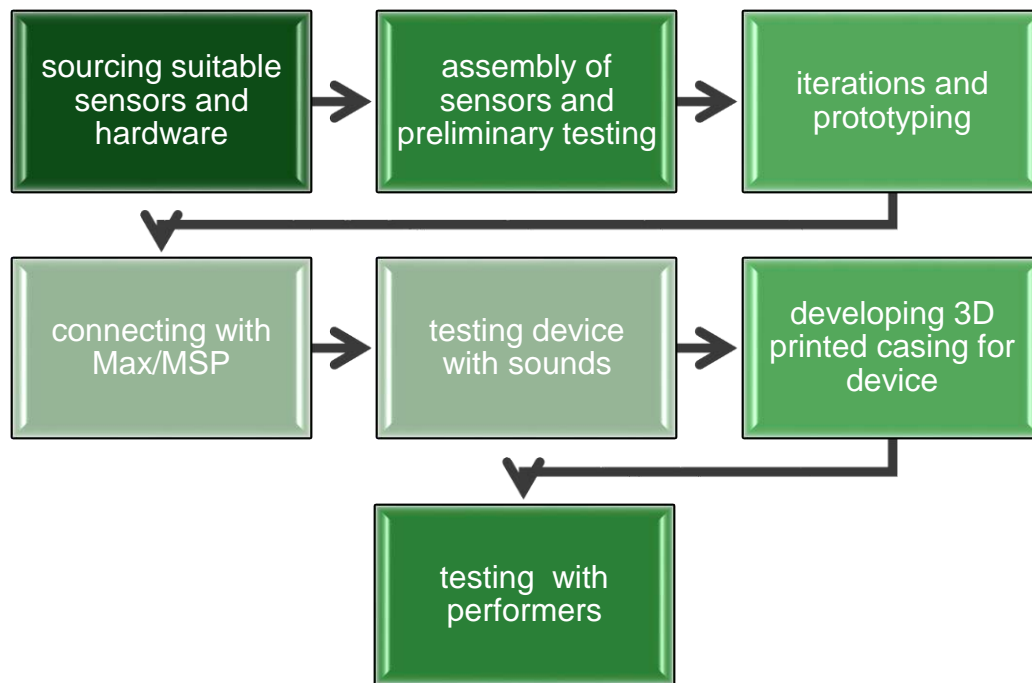 sourcing suitable
sensors and
hardware
assembly of
sensors and
preliminary testing
iterations and
prototyping
connecting with
Max/MSP
testing device
with sounds
developing 3D
printed casing for
device
testing  with
performers